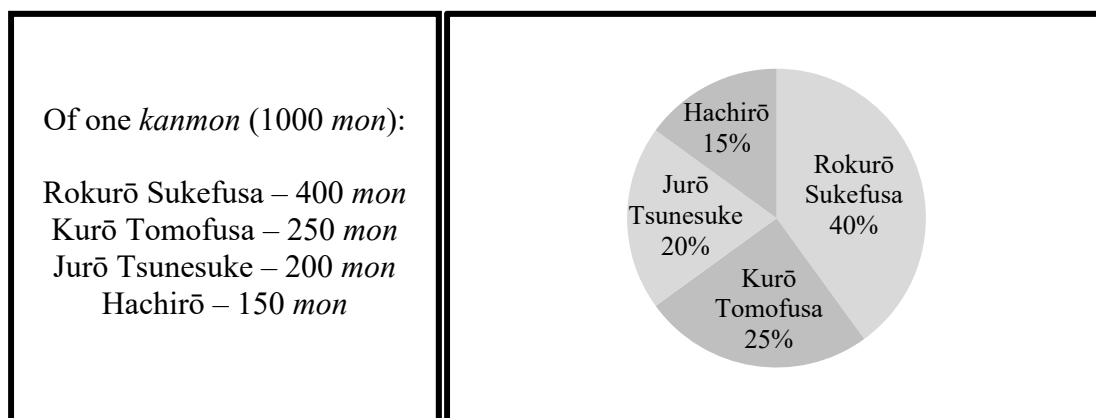 Of one kanmon (1000 mon):
Rokurō Sukefusa – 400 mon
Kurō Tomofusa – 250 mon
Jurō Tsunesuke – 200 mon
Hachirō – 150 mon
Hachirō
15%
Rokurō
Sukefusa
40%
Jurō
Tsunesuke
20%
Kurō
Tomofusa
25%